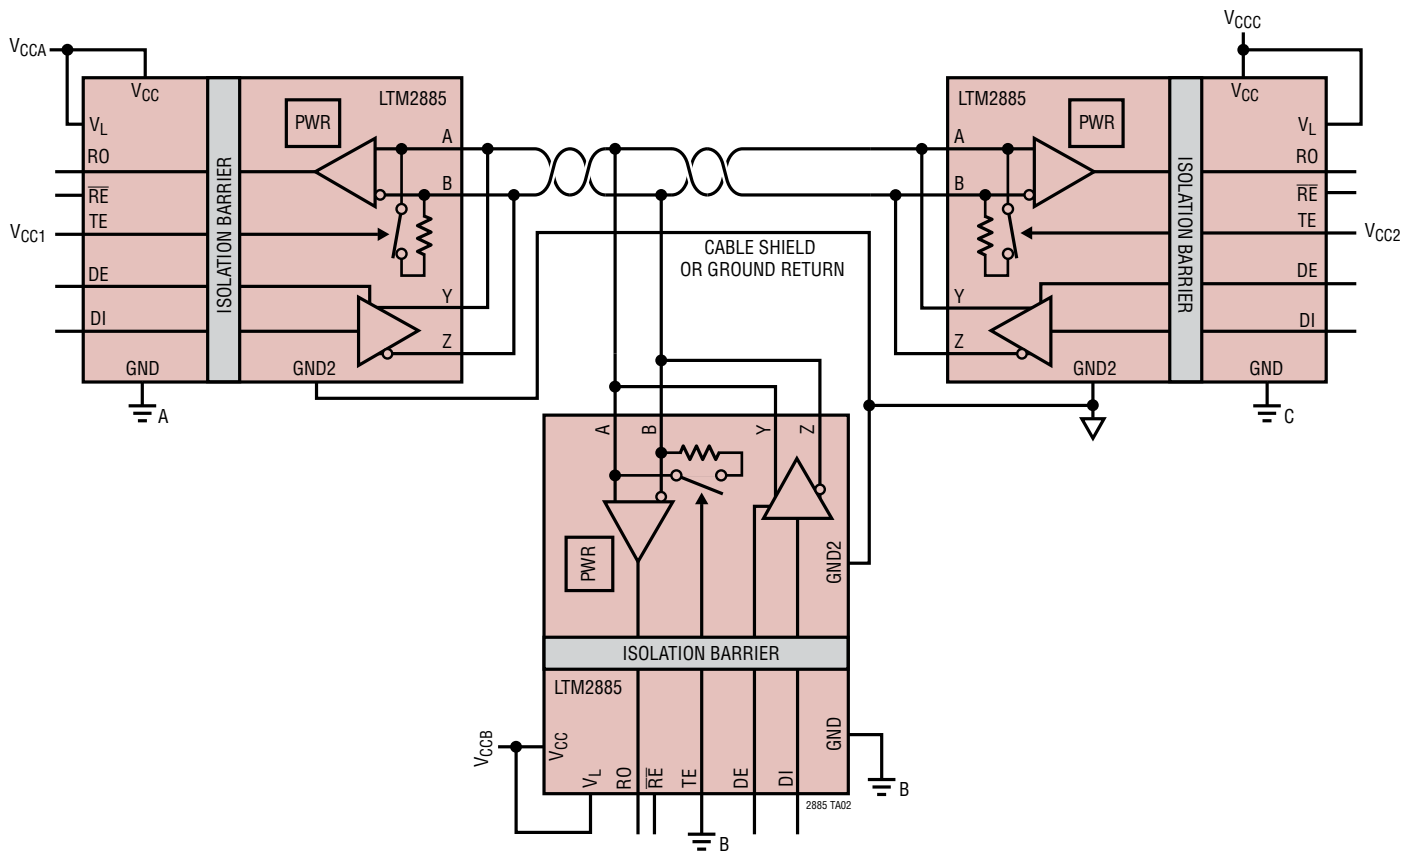 VCCA
VCC
LTM2885
PWR
VL
RO
RE
TE
VCC1
DE
DI
GND
GND2
ISOLATION BARRIER
A
B
Y
Z
A
CABLE SHIELD
OR GROUND RETURN
VCCC
LTM2885
PWR
VCC
VL
A
B
RO
RE
TE
VCC2
DE
DI
Y
Z
GND2
GND
ISOLATION BARRIER
C
A
B
Y
Z
PWR
GND2
ISOLATION BARRIER
LTM2885
VCCB
VCC
VL
RO
RE
TE
DE
DI
GND
B
2885 TA02
B